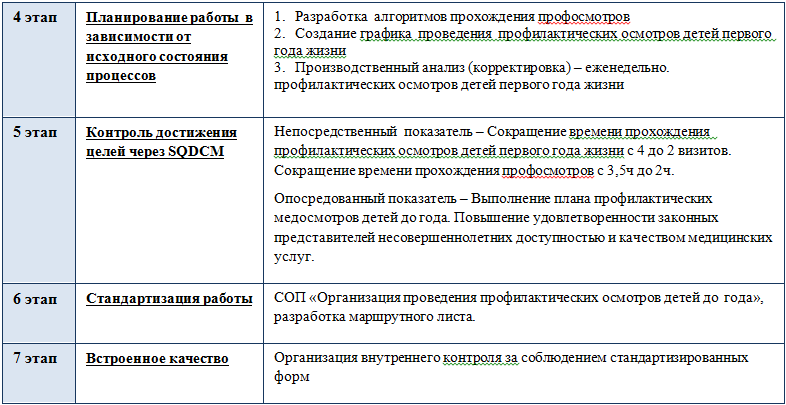 4 этап
Планирование работы в
зависимости от
исходного состояния
процессов
1. Разработка алгоритмов прохождения профосмотров
2. Создание графика проведения профилактических осмотров детей первого
года жизни
3. Производственный анализ (корректировка) – еженедельно.
профилактических осмотров детей первого года жизни
5 этап
Контроль достижения
целей через SQDCM
Непосредственный показатель – Сокращение времени прохождения
профилактических осмотров детей первого года жизни с 4 до 2 визитов.
Сокращение времени прохождения профосмотров с 3,5ч до 2ч.
Опосредованный показатель – Выполнение плана профилактических
медосмотров детей до года. Повышение удовлетворенности законных
представителей несовершеннолетних доступностью и качеством медицинских
услуг.
6 этап
Стандартизация работы
СОП «Организация проведения профилактических осмотров детей до года»,
разработка маршрутного листа.
7 этап
Встроенное качество
Организация внутреннего контроля за соблюдением стандартизированных
форм